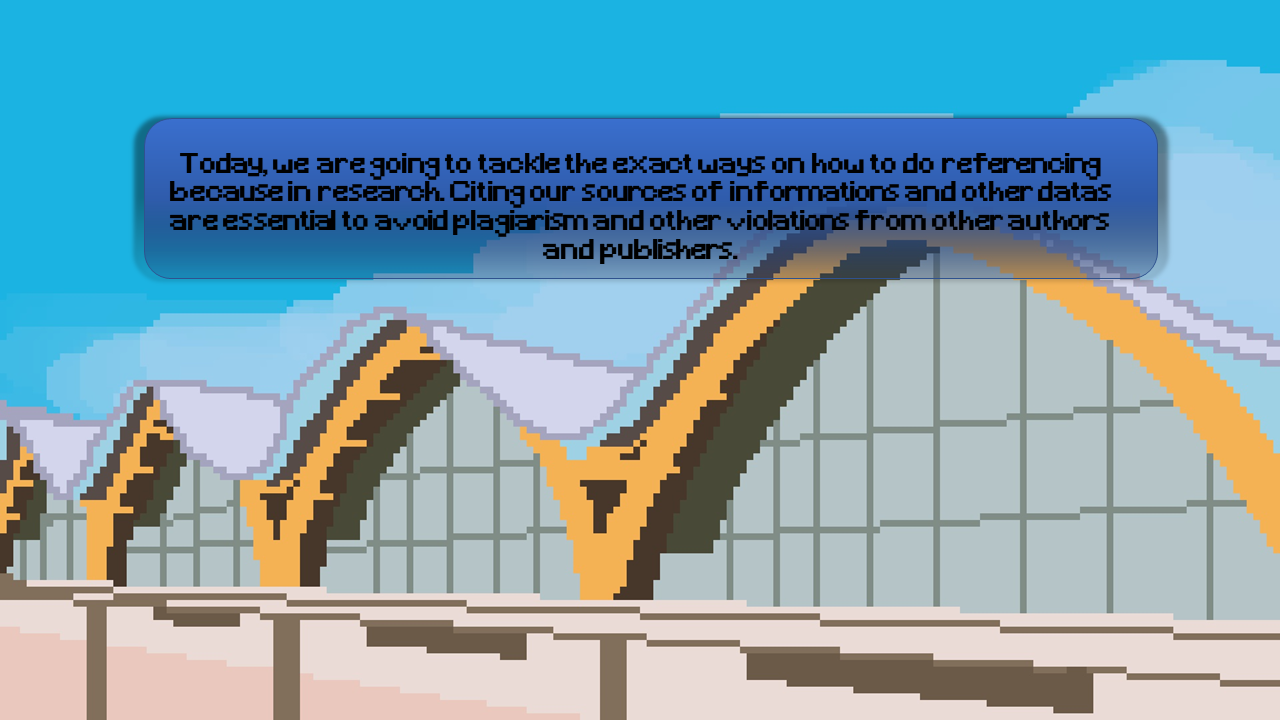 Today, we are going to tackle the exact ways on how to do referencing
because in research. Citing our sources of informations and other datas
are essential to avoid plagiarism and other violations from other authors
and publishers.